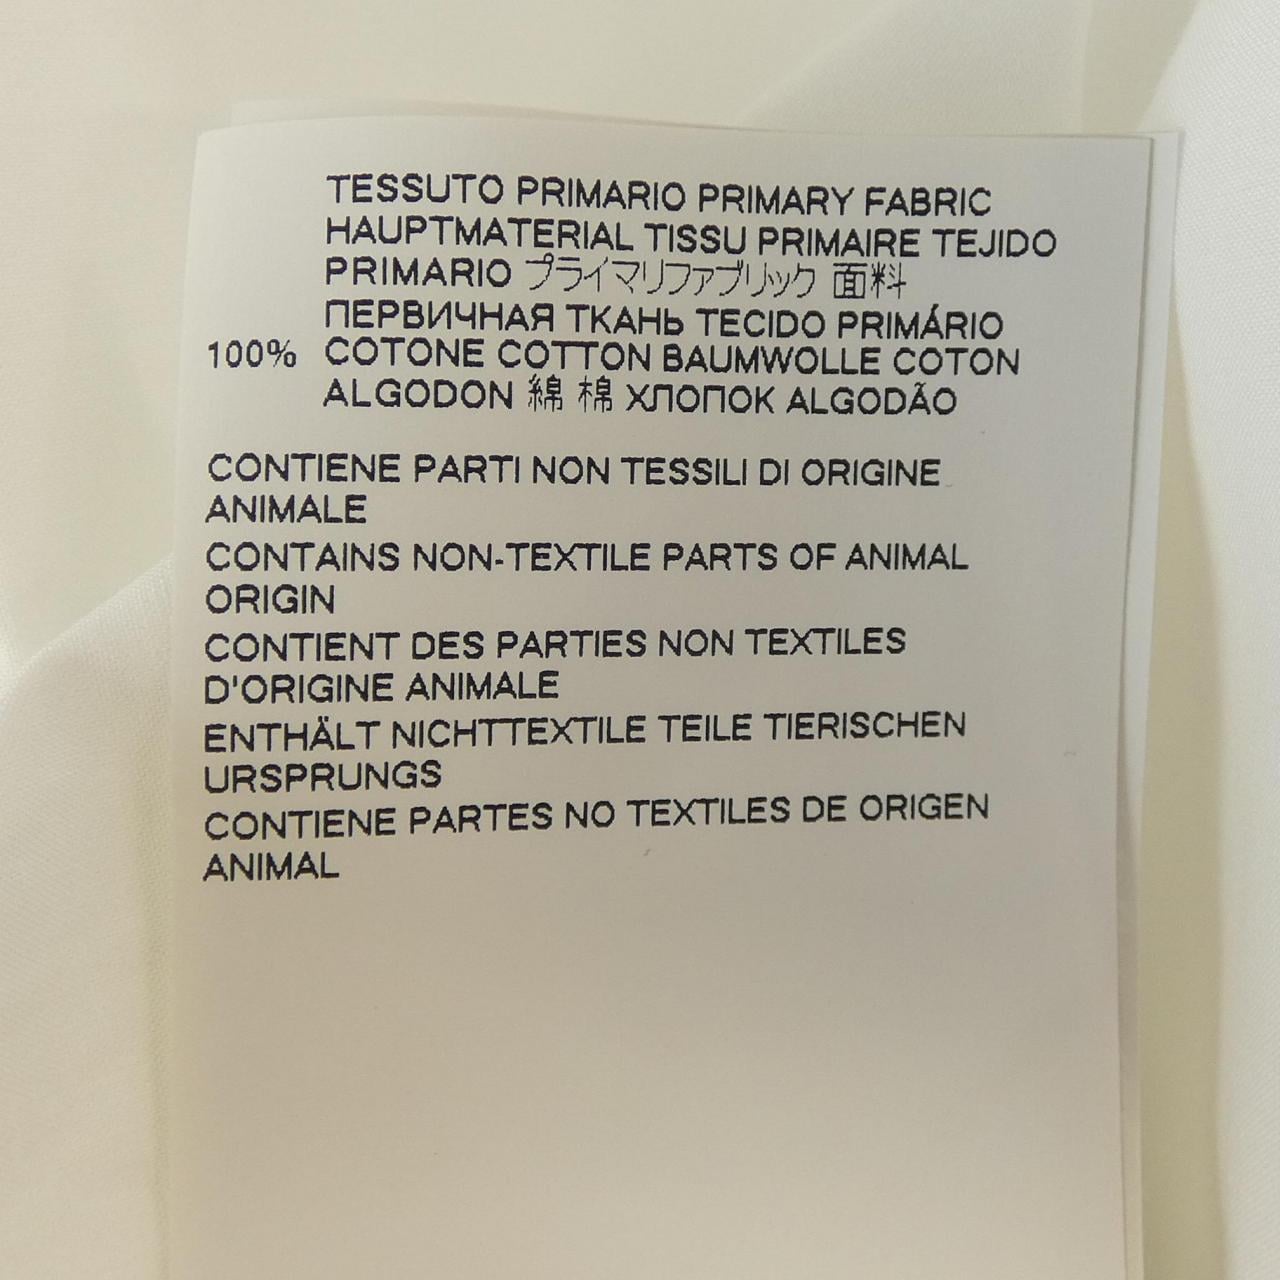 TESSUTO PRIMARIO PRIMARY FABRIC
HAUPTMATERIAL TISSU PRIMAIRE TEJIDO
PRIMARIO プライマリファブリック 面料
ПЕРВИЧНАЯ ТКАНЬ TECIDO PRIMÁRIO
100% COTONE COTTON BAUMWOLLE COTON
ALGODON 綿 棉 ХЛОПОК ALGODÃO
CONTIENE PARTI NON TESSILI DI ORIGINE
ANIMALE
CONTAINS NON-TEXTILE PARTS OF ANIMAL
ORIGIN
CONTIENT DES PARTIES NON TEXTILES
D'ORIGINE ANIMALE
ENTHÄLT NICHTTEXTILE TEILE TIERISCHEN
URSPRUNGS
CONTIENE PARTES NO TEXTILES DE ORIGEN
ANIMAL